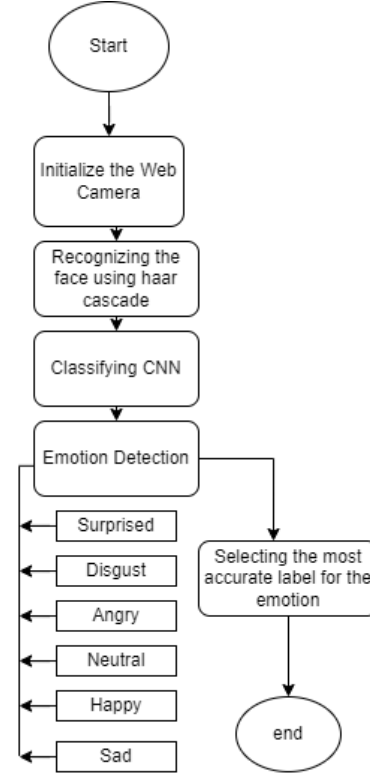 Start
Initialize the Web
Camera
Recognizing the
face using haar
cascade
Classifying CNN
Emotion Detection
Surprised
Disgust
Angry
Neutral
Happy
Sad
Selecting the most
accurate label for the
emotion
end